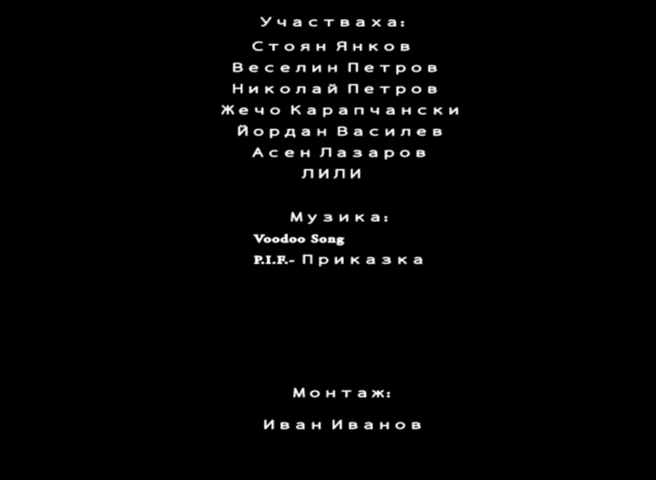 Участваха:
Стоян Янков
Веселин Петров
Николай Петров
Жечо Карапчански
Йордан Василев
Асен Лазаров
ЛИЛИ
Музика:
Voodoo Song
P.I.F.- Приказка
Монтаж:
Иван Иванов